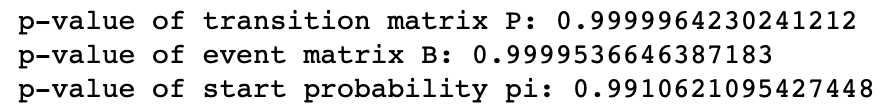 p-value of transition matrix P: 0.9999964230241212
p-value of event matrix B: 0.9999536646387183
p-value of start probability pi: 0.9910621095427448